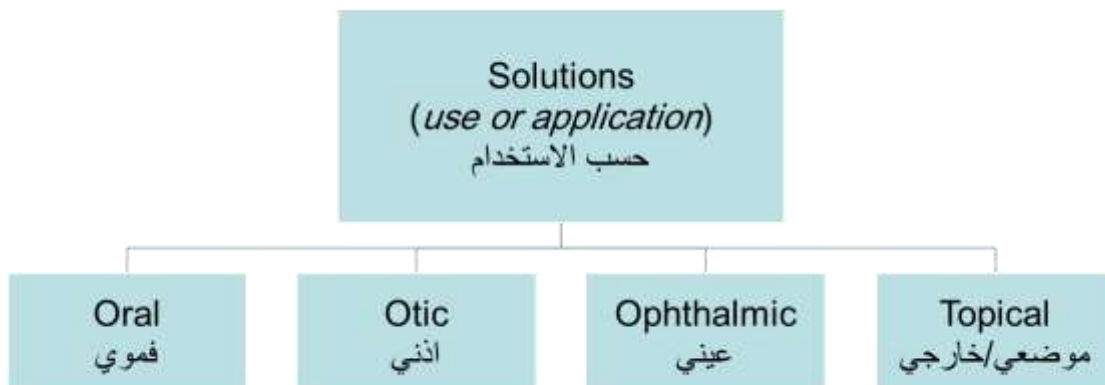 Solutions
(use or application)
حسب الاستخدام
Oral
فموي
Otic
اذني
Ophthalmic
عيني
Topical
موضعي/خارجي